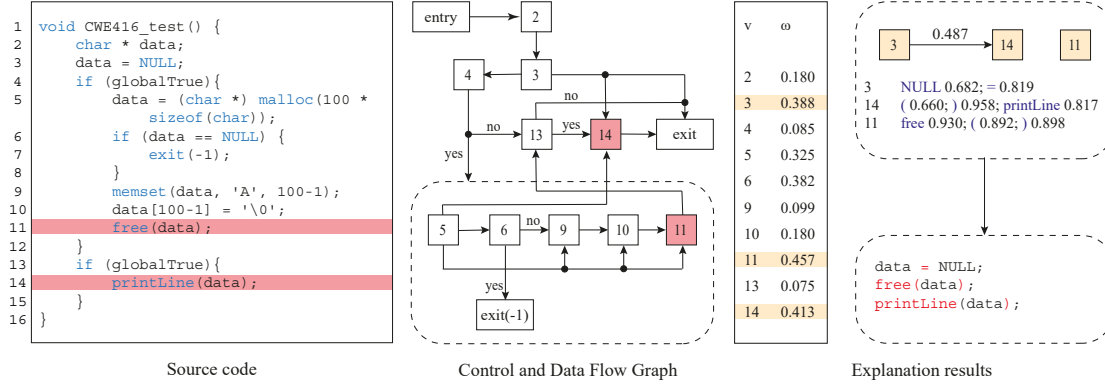 1 void CWE416_test() {
2 char * data;
3 data = NULL;
4 if (globalTrue){
5 data = (char *) malloc(100 *
sizeof(char));
6 if (data == NULL) {
7 exit(-1);
8 }
9 memset(data, 'A', 100-1);
10 data[100-1] = '\0';
11 free(data);
12 }
13 if (globalTrue){
14 printLine(data);
15 }
16 }
Source code
entry 2
4 3
no
no 13 yes 14 exit
yes
5 6 no 9 10 11
yes
exit(-1)
Control and Data Flow Graph
v ω
2 0.180
3 0.388
4 0.085
5 0.325
6 0.382
9 0.099
10 0.180
11 0.457
13 0.075
14 0.413
3 0.487 14 11
3 NULL 0.682; = 0.819
14 ( 0.660; ) 0.958; printLine 0.817
11 free 0.930; ( 0.892; ) 0.898
data = NULL;
free(data);
printLine(data);
Explanation results